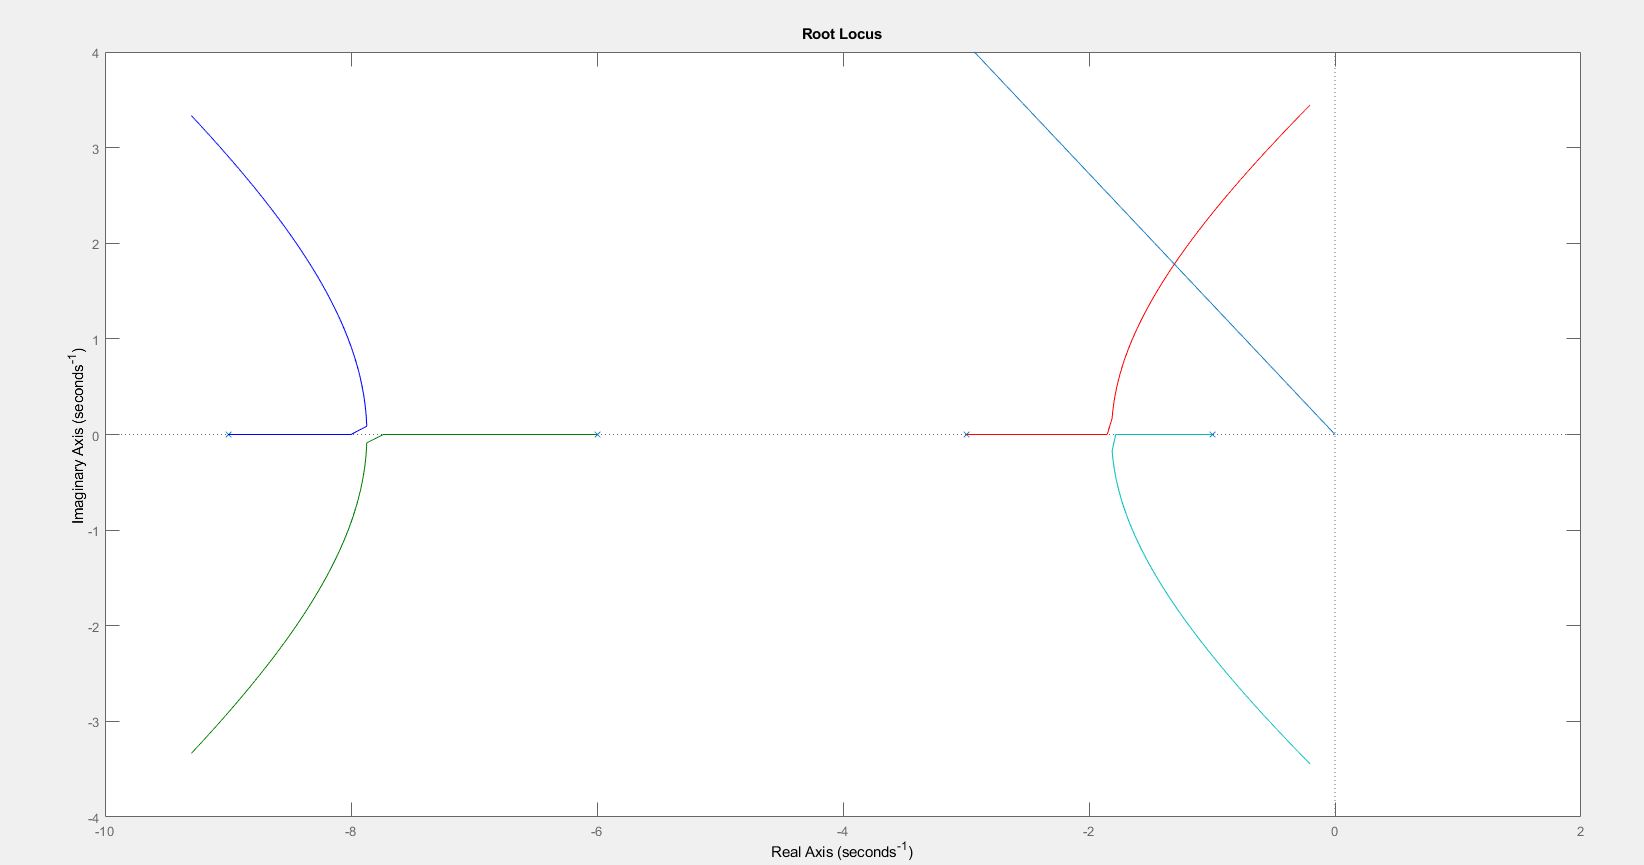 Root Locus
4
3
2
1
0
-1
-2
-3
-4
Imaginary Axis (seconds⁻¹)
-10 -8 -6 -4 -2 0 2
Real Axis (seconds⁻¹)